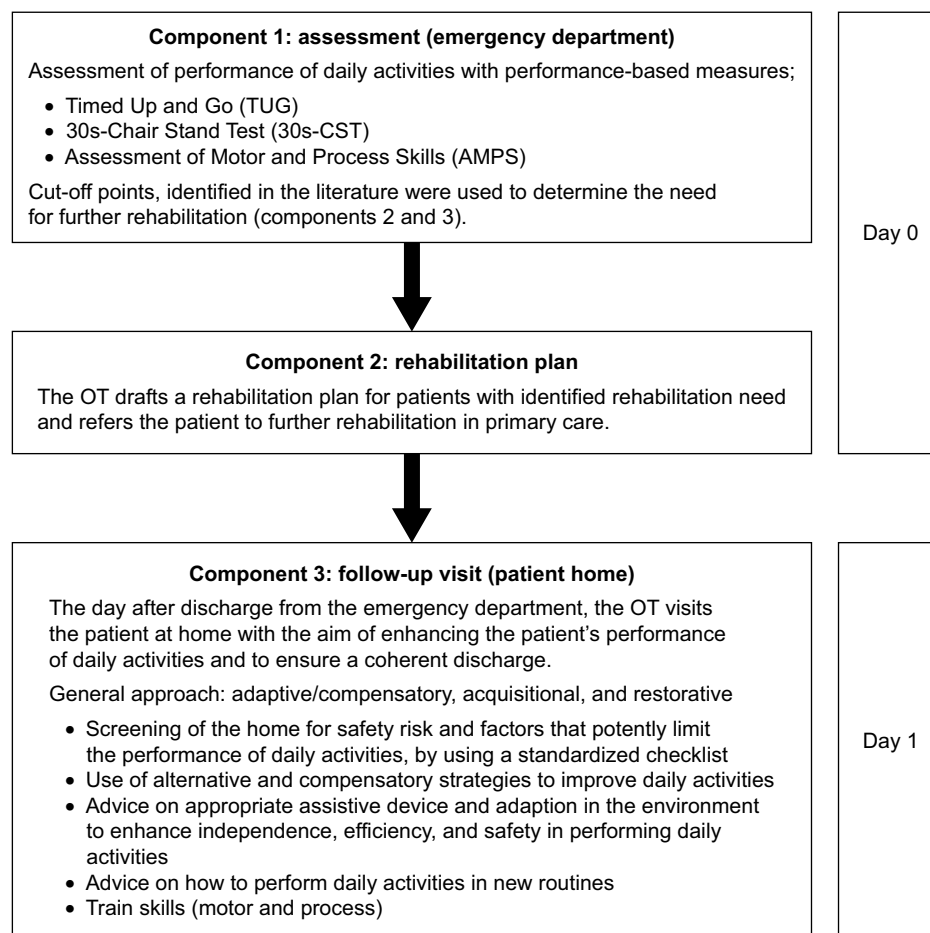 Component 1: assessment (emergency department)
Assessment of performance of daily activities with performance-based measures;
• Timed Up and Go (TUG)
• 30s-Chair Stand Test (30s-CST)
• Assessment of Motor and Process Skills (AMPS)
Cut-off points, identified in the literature were used to determine the need
for further rehabilitation (components 2 and 3).
Day 0
Component 2: rehabilitation plan
The OT drafts a rehabilitation plan for patients with identified rehabilitation need
and refers the patient to further rehabilitation in primary care.
Component 3: follow-up visit (patient home)
The day after discharge from the emergency department, the OT visits
the patient at home with the aim of enhancing the patient's performance
of daily activities and to ensure a coherent discharge.
General approach: adaptive/compensatory, acquisitional, and restorative
• Screening of the home for safety risk and factors that potently limit
the performance of daily activities, by using a standardized checklist
• Use of alternative and compensatory strategies to improve daily activities
• Advice on appropriate assistive device and adaption in the environment
to enhance independence, efficiency, and safety in performing daily
activities
• Advice on how to perform daily activities in new routines
• Train skills (motor and process)
Day 1